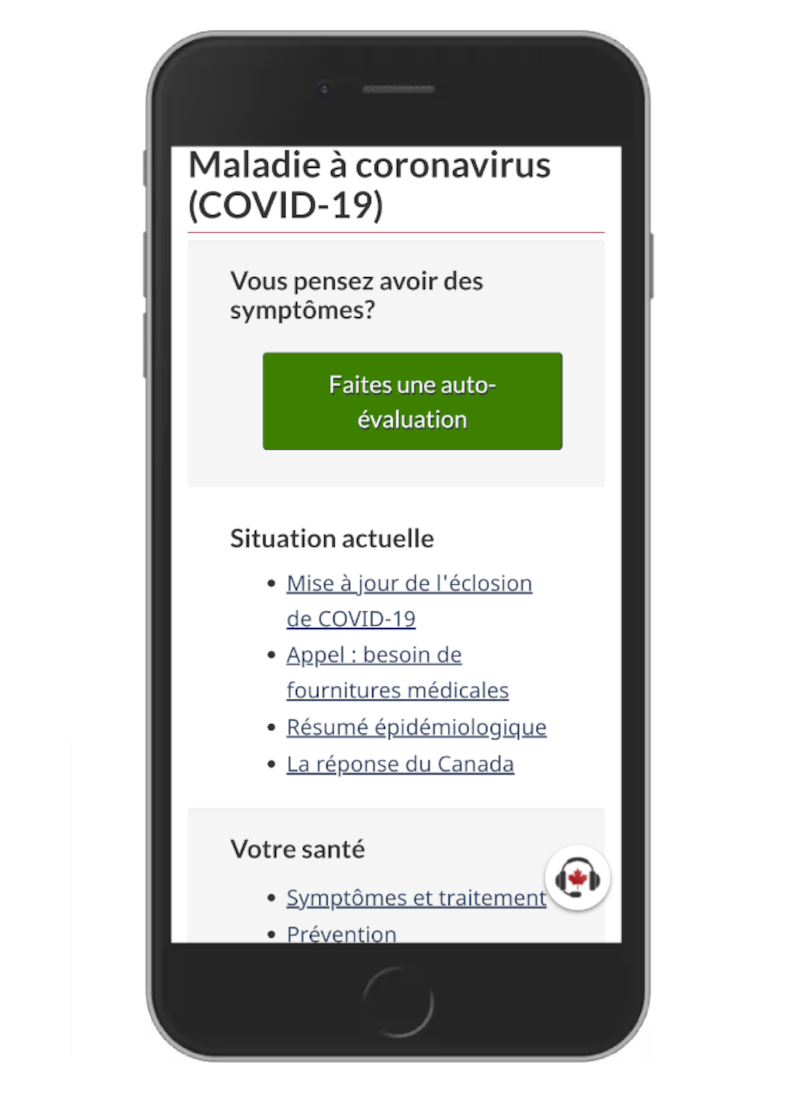 Maladie à coronavirus
(COVID-19)
Vous pensez avoir des
symptômes?
Faites une auto-
évaluation
Situation actuelle
Mise à jour de l'éclosion
de COVID-19
Appel : besoin de
fournitures médicales
Résumé épidémiologique
La réponse du Canada
Votre santé
Symptômes et traitement
Prévention